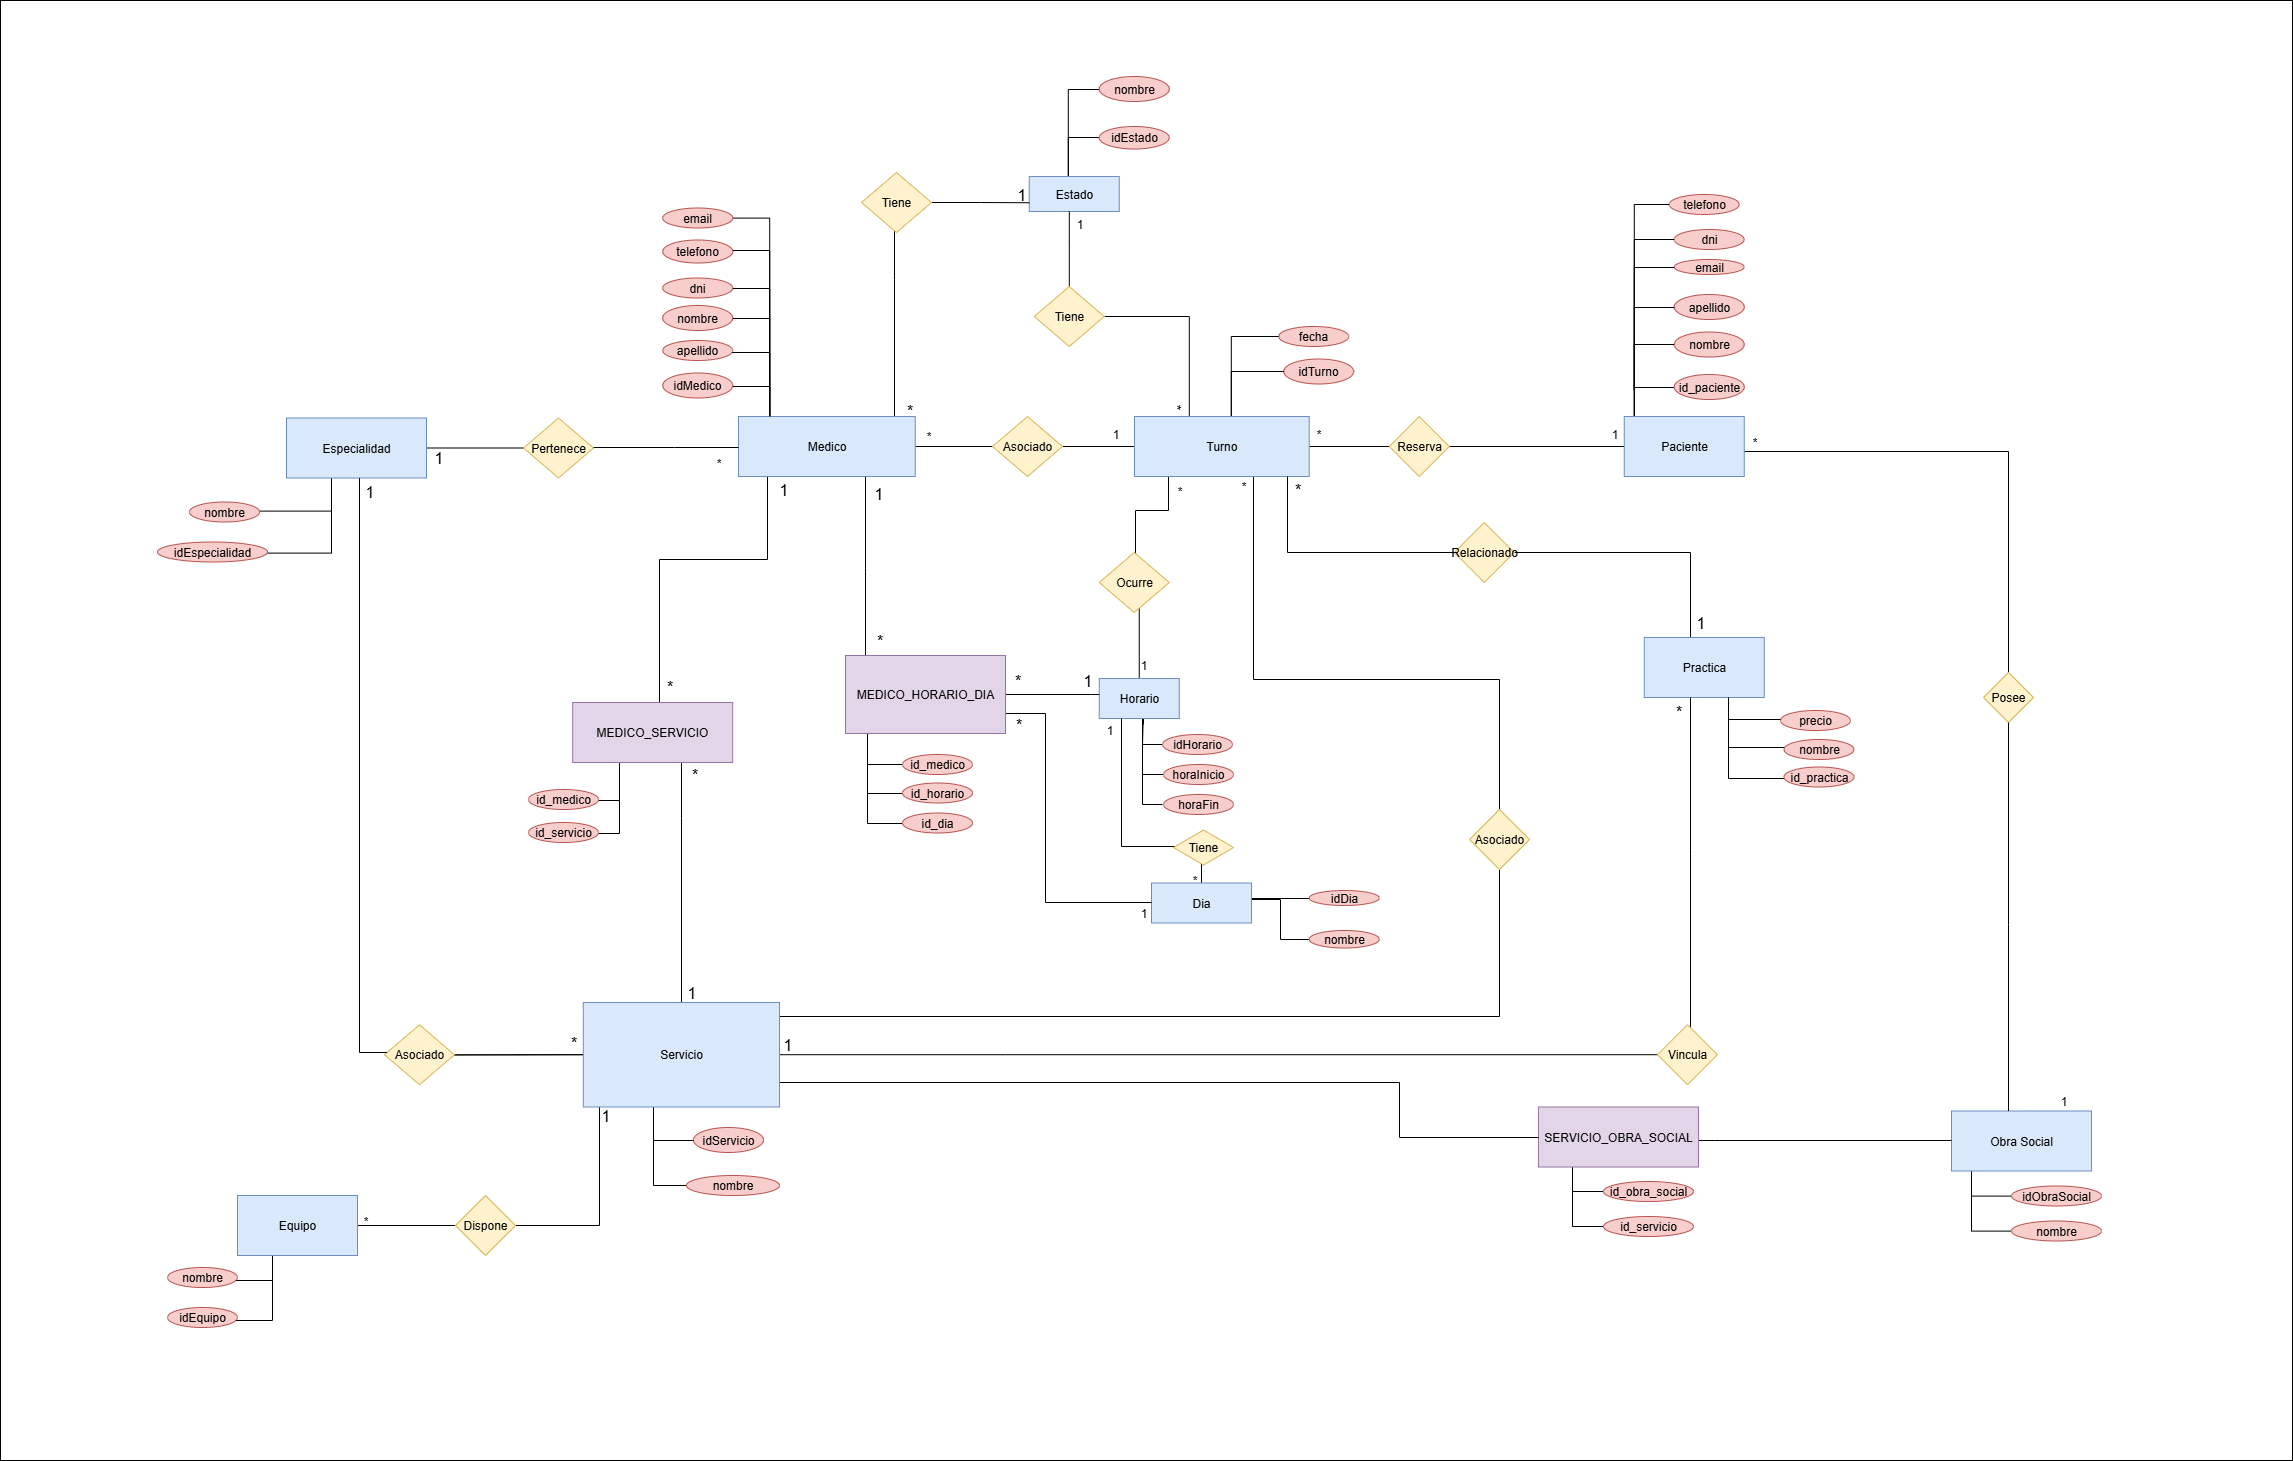 nombre
idEstado
Tiene
1
Estado
1
email
telefono
dni
nombre
apellido
idMedico
Tiene
telefono
dni
email
apellido
nombre
id_paciente
fecha
idTurno
*
*
Especialidad
1
Pertenece
*
Medico
*
Asociado
1
Turno
*
Reserva
1
Paciente
*
1
1
1
*
*
*
nombre
idEspecialidad
Ocurre
Relacionado
1
*
1
*
MEDICO_SERVICIO
*
MEDICO_HORARIO_DIA
*
*
1
Horario
1
Practica
*
Posee
precio
nombre
id_practica
id_medico
id_servicio
id_medico
id_horario
id_dia
idHorario
horaInicio
horaFin
Tiene
*
1
Dia
idDia
nombre
Asociado
1
Asociado
*
Servicio
1
Vincula
1
idServicio
nombre
SERVICIO_OBRA_SOCIAL
id_obra_social
id_servicio
1
Obra Social
idObraSocial
nombre
Equipo
*
Dispone
nombre
idEquipo